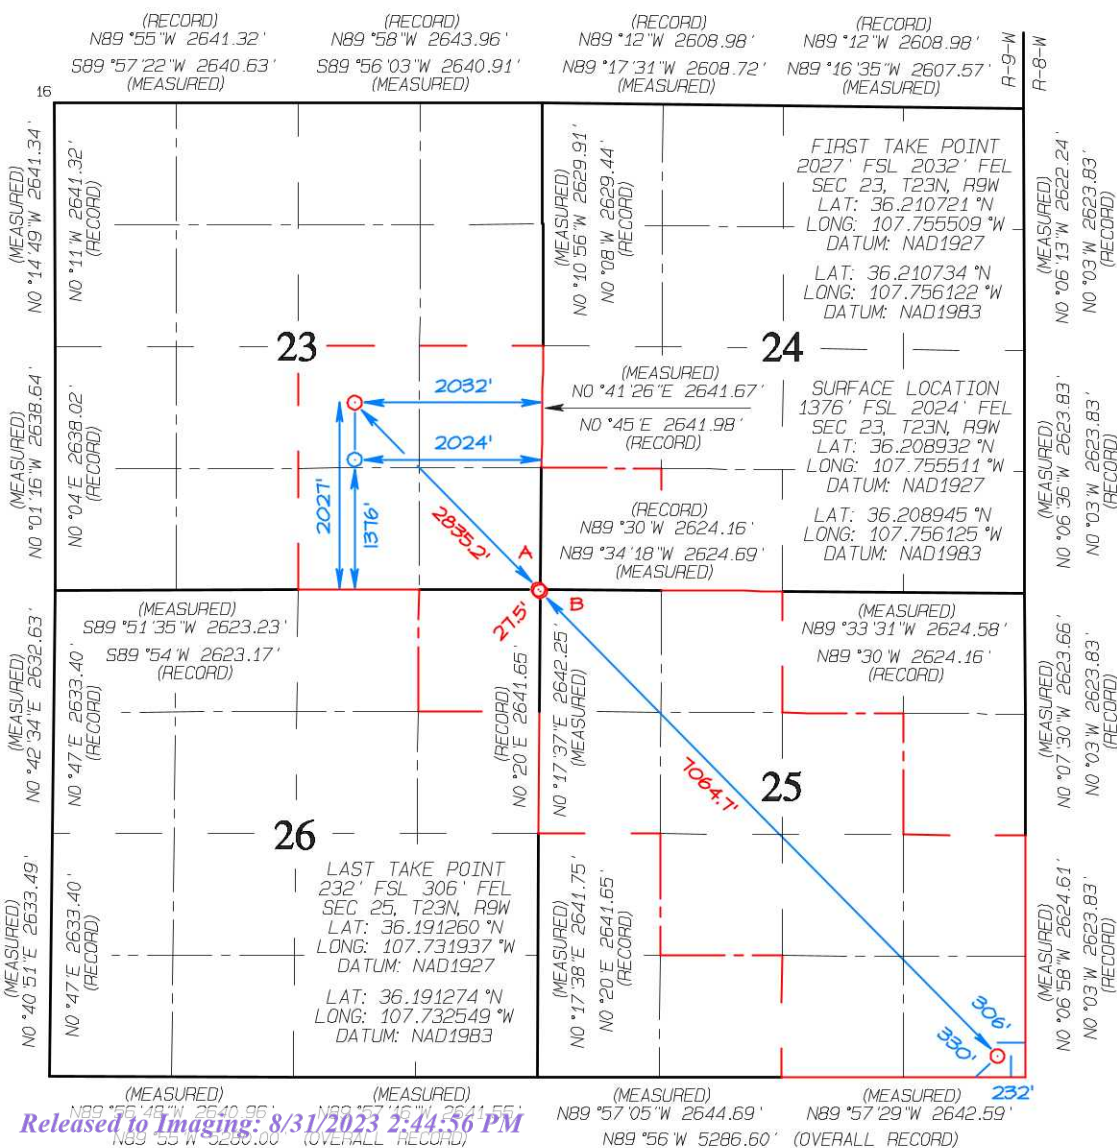 (RECORD)
N89°55'W 2641.32'
S89°57'22"W 2640.63'
(MEASURED)
(RECORD)
N89°58'W 2643.96'
S89°56'03"W 2640.91'
(MEASURED)
(RECORD)
N89°12'W 2608.98'
N89°17'31"W 2608.72'
(MEASURED)
(RECORD)
N89°12'W 2608.98'
N89°16'35"W 2607.57'
(MEASURED)
R-9-W
R-8-W
16
(MEASURED)
N0°14'49"W 2641.34'
N0°11'W 2641.32'
(RECORD)
(MEASURED)
N0°10'56"W 2629.91'
N0°08'W 2629.44'
(RECORD)
FIRST TAKE POINT
2027' FSL 2032' FEL
SEC 23, T23N, R9W
LAT: 36.210721°N
LONG: 107.755509°W
DATUM: NAD1927
LAT: 36.210734°N
LONG: 107.756122°W
DATUM: NAD1983
(MEASURED)
N0°06'13"W 2622.24'
N0°03'W 2623.83'
(RECORD)
23
24
(MEASURED)
N0°01'16"W 2638.64'
N0°04'E 2638.02'
(RECORD)
2032'
2024'
2027'
1376'
2835.2'
A
(MEASURED)
N0°41'26"E 2641.67'
N0°45'E 2641.98'
(RECORD)
SURFACE LOCATION
1376' FSL 2024' FEL
SEC 23, T23N, R9W
LAT: 36.208932°N
LONG: 107.755511°W
DATUM: NAD1927
LAT: 36.208945°N
LONG: 107.756125°W
DATUM: NAD1983
(MEASURED)
N0°06'36"W 2623.83'
N0°03'W 2623.83'
(RECORD)
(RECORD)
N89°30'W 2624.16'
N89°34'18"W 2624.69'
(MEASURED)
B
27.5'
(MEASURED)
S89°51'35"W 2623.23'
S89°54'W 2623.17'
(RECORD)
(MEASURED)
N89°33'31"W 2624.58'
N89°30'W 2624.16'
(RECORD)
(MEASURED)
N0°42'34"E 2632.63'
N0°47'E 2633.40'
(RECORD)
(RECORD)
N0°20'E 2641.65'
N0°17'37"E 2642.25'
(MEASURED)
(MEASURED)
N0°07'30"W 2623.66'
N0°03'W 2623.83'
(RECORD)
7064.7'
25
26
LAST TAKE POINT
232' FSL 306' FEL
SEC 25, T23N, R9W
LAT: 36.191260°N
LONG: 107.731937°W
DATUM: NAD1927
LAT: 36.191274°N
LONG: 107.732549°W
DATUM: NAD1983
(MEASURED)
N0°40'51"E 2633.49'
N0°47'E 2633.40'
(RECORD)
(MEASURED)
N0°17'38"E 2641.75'
N0°20'E 2641.65'
(RECORD)
(MEASURED)
N0°06'58"W 2624.61'
N0°03'W 2623.83'
(RECORD)
306'
330'
232'
(MEASURED)
N89°56'48"W 2640.96'
(MEASURED)
N89°57'16"W 2641.55'
N89°55'W 5280.00' (OVERALL RECORD)
(MEASURED)
N89°57'05"W 2644.69'
(MEASURED)
N89°57'29"W 2642.59'
N89°56'W 5286.60' (OVERALL RECORD)
Released to Imaging: 8/31/2023 2:44:56 PM